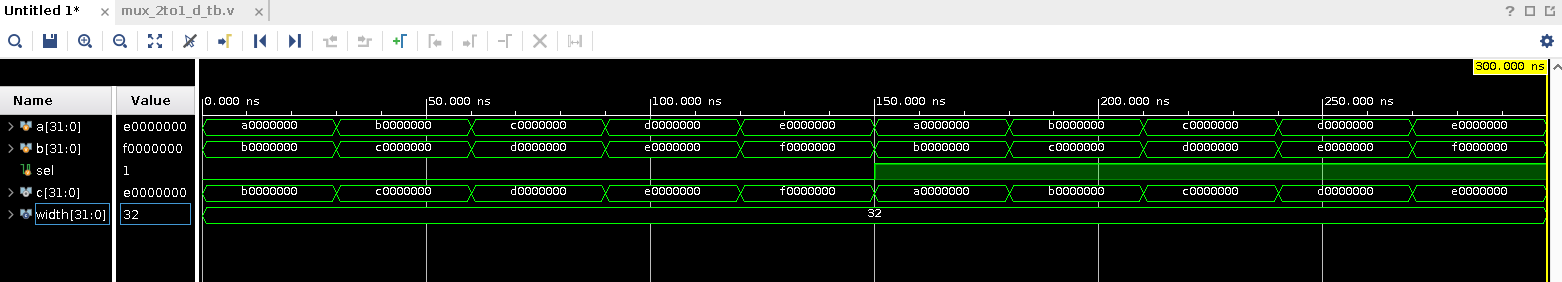 Untitled 1* × mux_2to1_d_tb.v ×
? 
300.000 ns
Name Value 0.000 ns 50.000 ns 100.000 ns 150.000 ns 200.000 ns 250.000 ns
a[31:0] e0000000 a0000000 b0000000 c0000000 d0000000 e0000000 a0000000 b0000000 c0000000 d0000000 e0000000
b[31:0] f0000000 b0000000 c0000000 d0000000 e0000000 f0000000 b0000000 c0000000 d0000000 e0000000 f0000000
sel 1
c[31:0] e0000000 b0000000 c0000000 d0000000 e0000000 f0000000 a0000000 b0000000 c0000000 d0000000 e0000000
width[31:0] 32 32